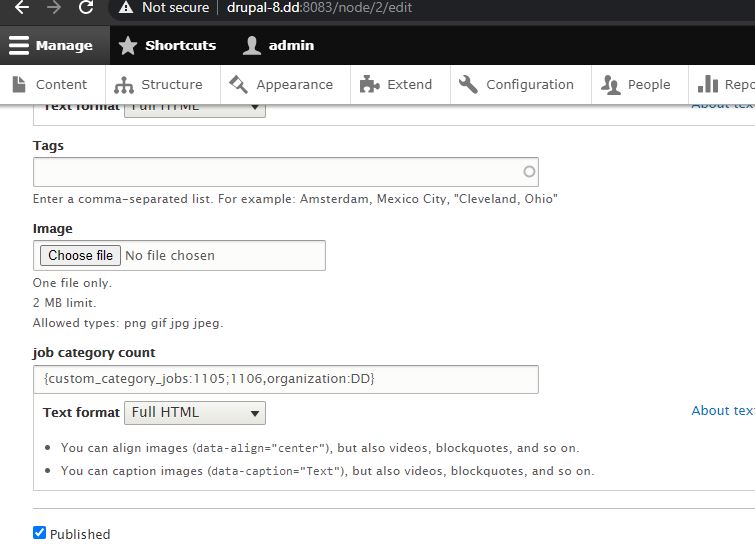 Not secure | drupal-8.dd:8083/node/2/edit
Manage Shortcuts admin
Content Structure Appearance Extend Configuration People Repo
Text format Full HTML About tex
Tags
Enter a comma-separated list. For example: Amsterdam, Mexico City, "Cleveland, Ohio"
Image
Choose file No file chosen
One file only.
2 MB limit.
Allowed types: png gif jpg jpeg.
job category count
{custom_category_jobs:1105;1106,organization:DD}
Text format Full HTML About text
• You can align images (data-align="center"), but also videos, blockquotes, and so on.
• You can caption images (data-caption="Text"), but also videos, blockquotes, and so on.
Published